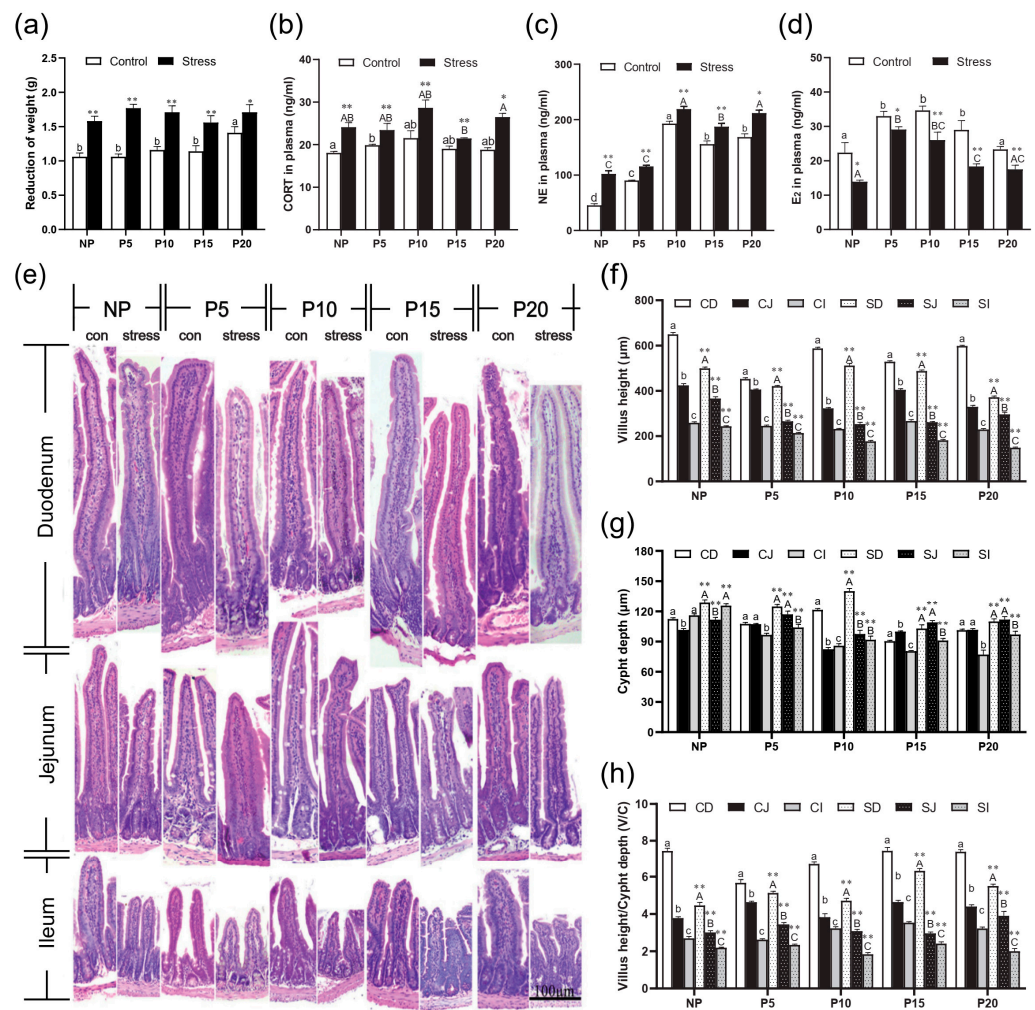 (a)
Control Stress
Reduction of weight (g)
2.5
2.0
1.5
1.0
0.5
0.0
b ** b ** b ** b ** a *
NP P5 P10 P15 P20
(b)
Control Stress
CORT in plasma (ng/ml)
40
30
20
10
0
a ** AB b ** AB ab ** AB ab ** B ab * A
NP P5 P10 P15 P20
(c)
Control Stress
NE in plasma (ng/ml)
300
200
100
0
d ** C c ** C a ** A b ** B b * A
NP P5 P10 P15 P20
(d)
Control Stress
E2 in plasma (ng/ml)
50
40
30
20
10
0
a * A b * B b ** BC b ** C a ** AC
NP P5 P10 P15 P20
(e)
NP P5 P10 P15 P20
con stress con stress con stress con stress con stress
Duodenum
Jejunum
Ileum
100μm
(f)
CD CJ CI SD SJ SI
Villus height (μm)
800
600
400
200
0
a b c ** A ** B ** C
a b c ** A ** B ** C
a b c ** A ** B ** C
a b c ** A ** B ** C
a b c ** A ** B ** C
NP P5 P10 P15 P20
(g)
CD CJ CI SD SJ SI
Cypht depth (μm)
180
150
120
90
60
30
0
a b a ** A ** B ** A
a a b ** A ** A ** B
a b c ** A ** B ** B
b a c ** A ** A ** B
a a b ** A ** A ** B
NP P5 P10 P15 P20
(h)
CD CJ CI SD SJ SI
Villus height/Cypht depth (V/C)
10
8
6
4
2
0
a b c ** A ** B ** C
a b c ** A ** B ** C
a b c ** A ** B ** C
a b c ** A ** B ** C
a b c ** A ** B ** C
NP P5 P10 P15 P20